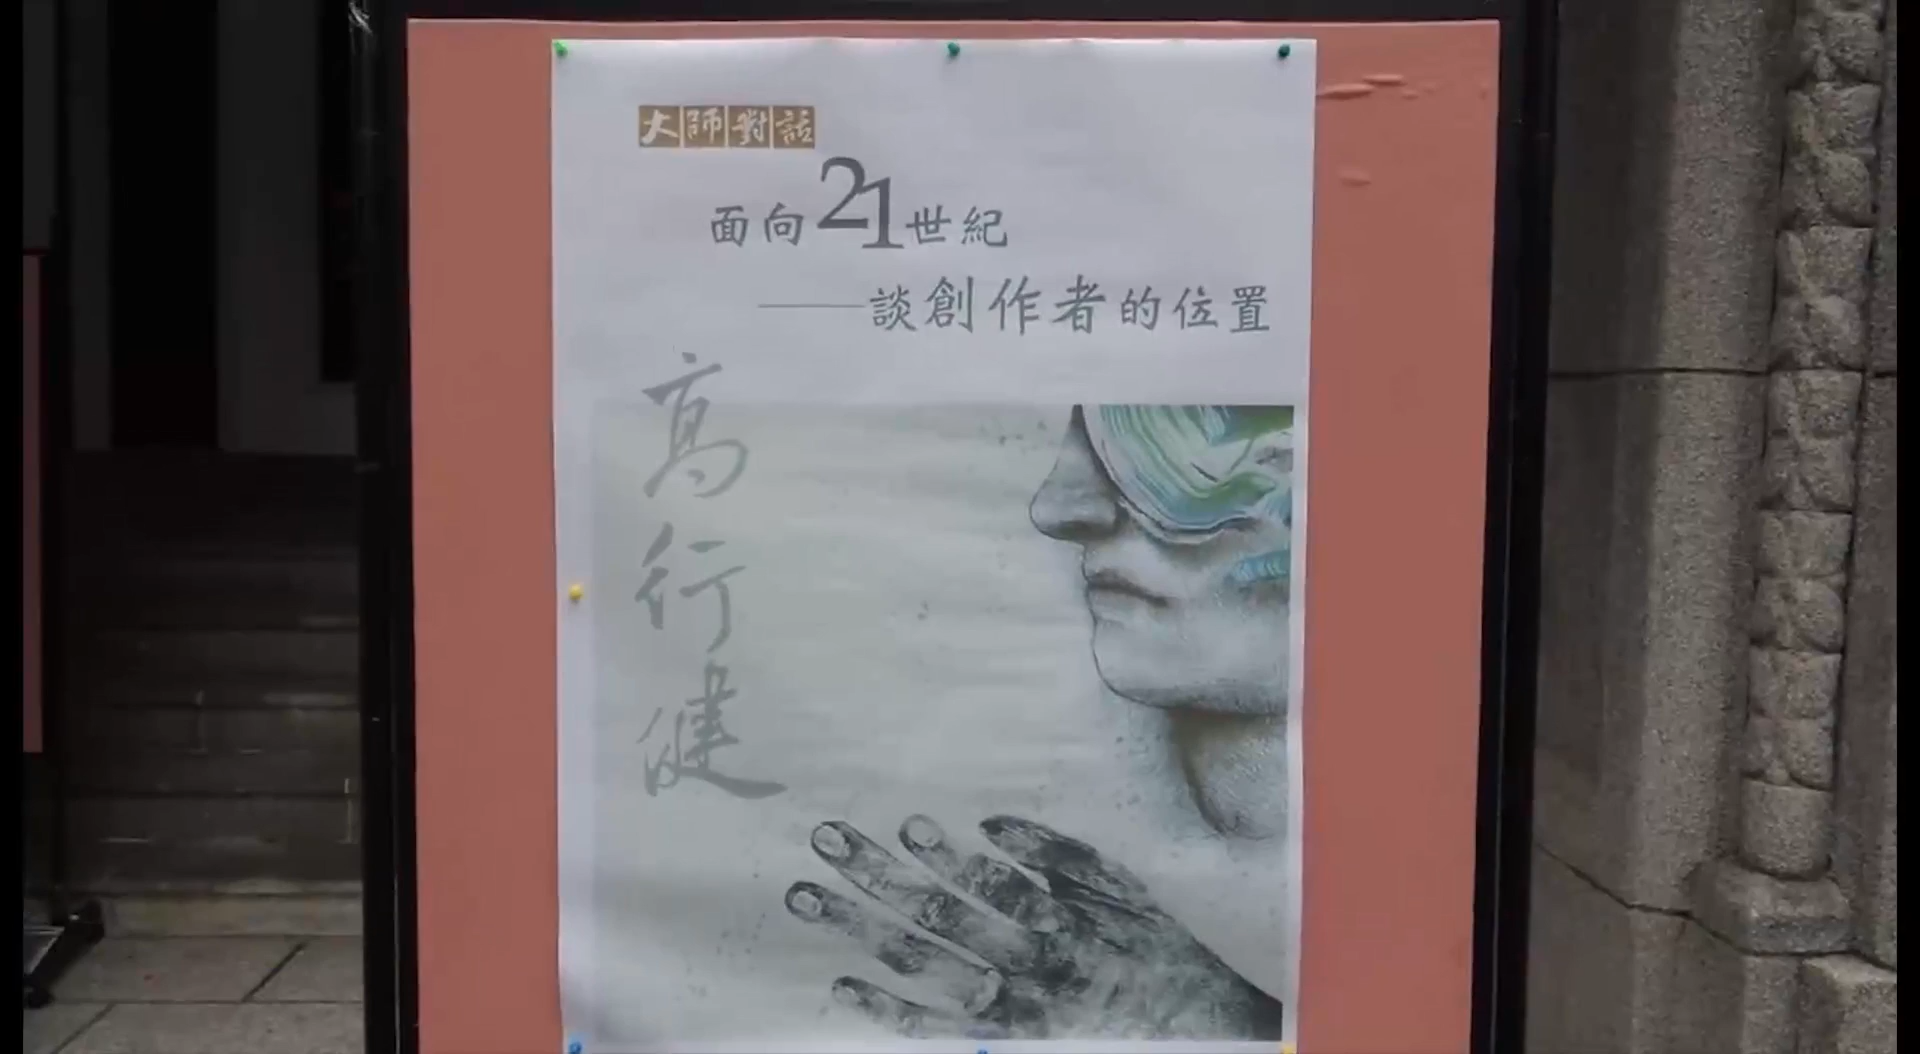 大師對話
面向21世紀
——談創作者的位置
高行健